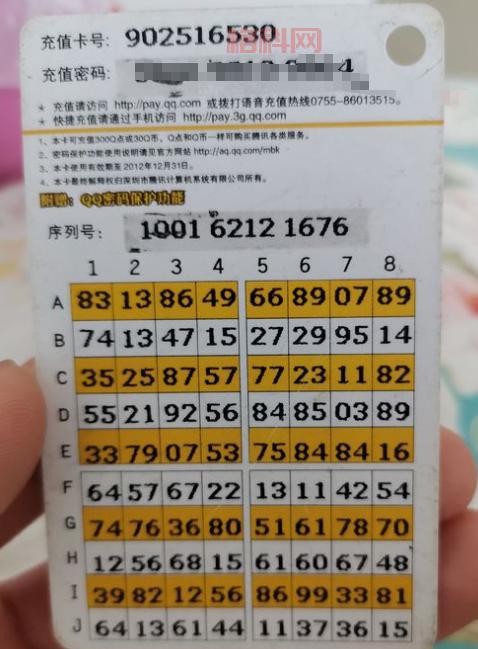 充值卡号: 902516530
格科网
充值密码: 4
★ 充值请访问 http://pay.qq.com 或拨打语音充值热线0755-86013515。
★ 快捷充值请通过手机访问 http://pay.3g.qq.com
1、本卡可充值300Q点或30Q币，Q点和Q币一样可购买腾讯各类服务。
2、密码保护功能使用说明请见官方网站 http://aq.qq.com/mbk
3、本卡使用有效期至2012年12月31日。
4、本卡最终解释权归深圳市腾讯计算机系统有限公司所有。
附赠: QQ密码保护功能
序列号: 1001 6212 1676
1 2 3 4 5 6 7 8
A 83 13 86 49 66 89 07 89
B 74 13 47 15 27 29 95 14
C 35 25 87 57 77 23 11 82
D 55 21 92 56 84 85 03 89
E 33 79 07 53 75 84 84 16
F 64 57 67 22 13 11 42 54
G 74 76 36 80 51 61 78 70
H 12 56 68 15 61 60 67 48
I 39 82 12 56 86 99 33 81
J 64 13 61 44 11 37 36 15